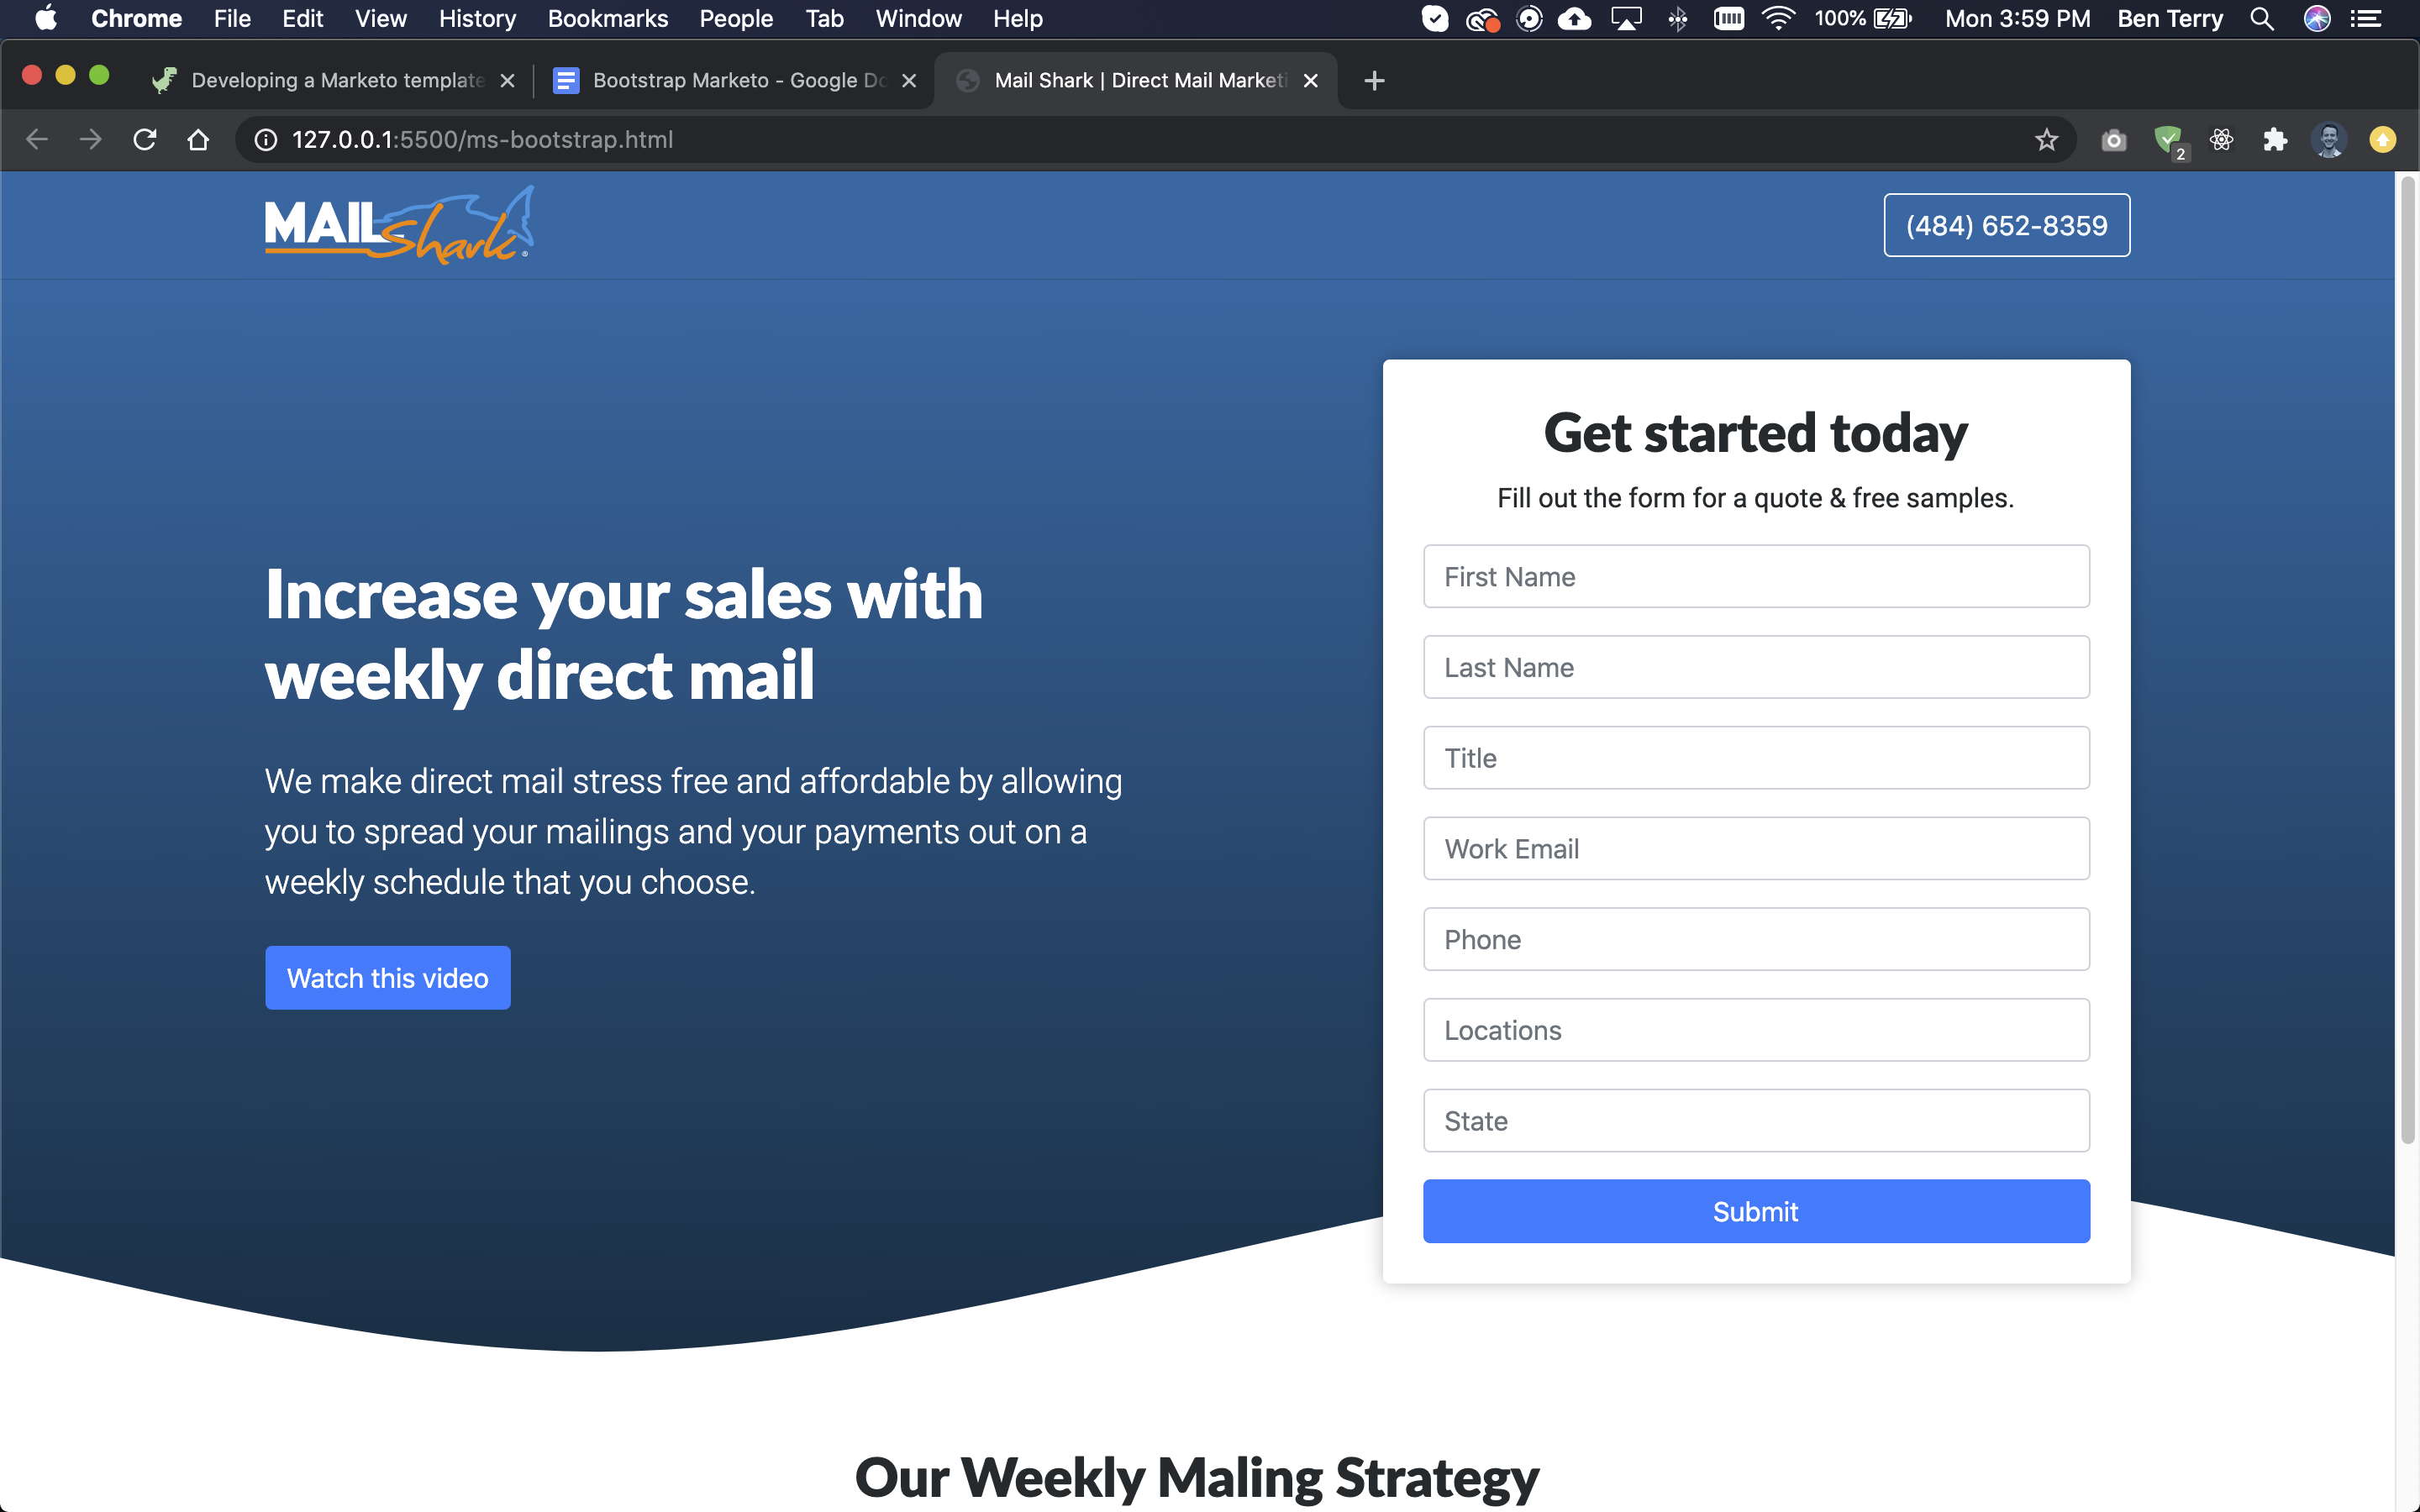 Chrome File Edit View History Bookmarks People Tab Window Help 100% Mon 3:59 PM Ben Terry
Developing a Marketo template Bootstrap Marketo - Google Do Mail Shark | Direct Mail Marketi
127.0.0.1:5500/ms-bootstrap.html 2
MAIL Shark ® (484) 652-8359
Get started today
Fill out the form for a quote & free samples.
Increase your sales with
weekly direct mail
We make direct mail stress free and affordable by allowing
you to spread your mailings and your payments out on a
weekly schedule that you choose.
Watch this video
First Name
Last Name
Title
Work Email
Phone
Locations
State
Submit
Our Weekly Maling Strategy